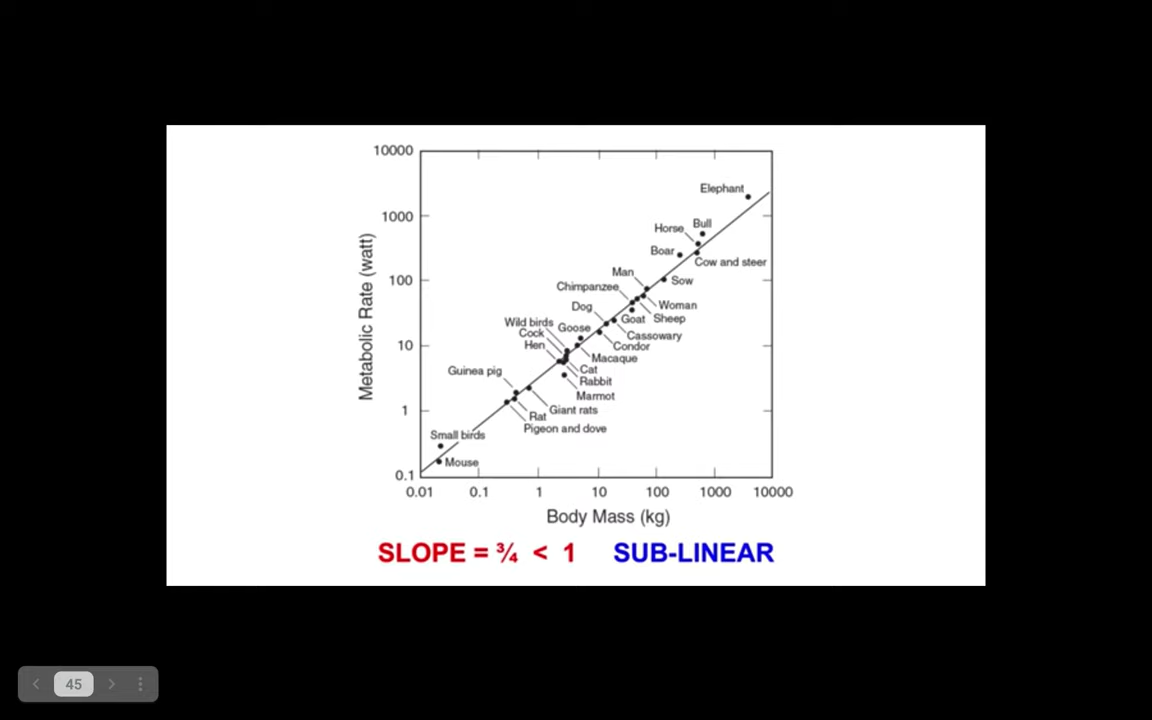 10000
Elephant
1000
Horse
Bull
Boar
Cow and steer
Man
100
Sow
Chimpanzee
Dog
Woman
Wild birds
Goose
Goat
Sheep
Cock
Cassowary
Hen
10
Condor
Macaque
Cat
Guinea pig
Rabbit
Marmot
1
Giant rats
Rat
Pigeon and dove
Small birds
Mouse
0.1
Metabolic Rate (watt)
0.01 0.1 1 10 100 1000 10000
Body Mass (kg)
SLOPE = ¾ < 1 SUB-LINEAR
45